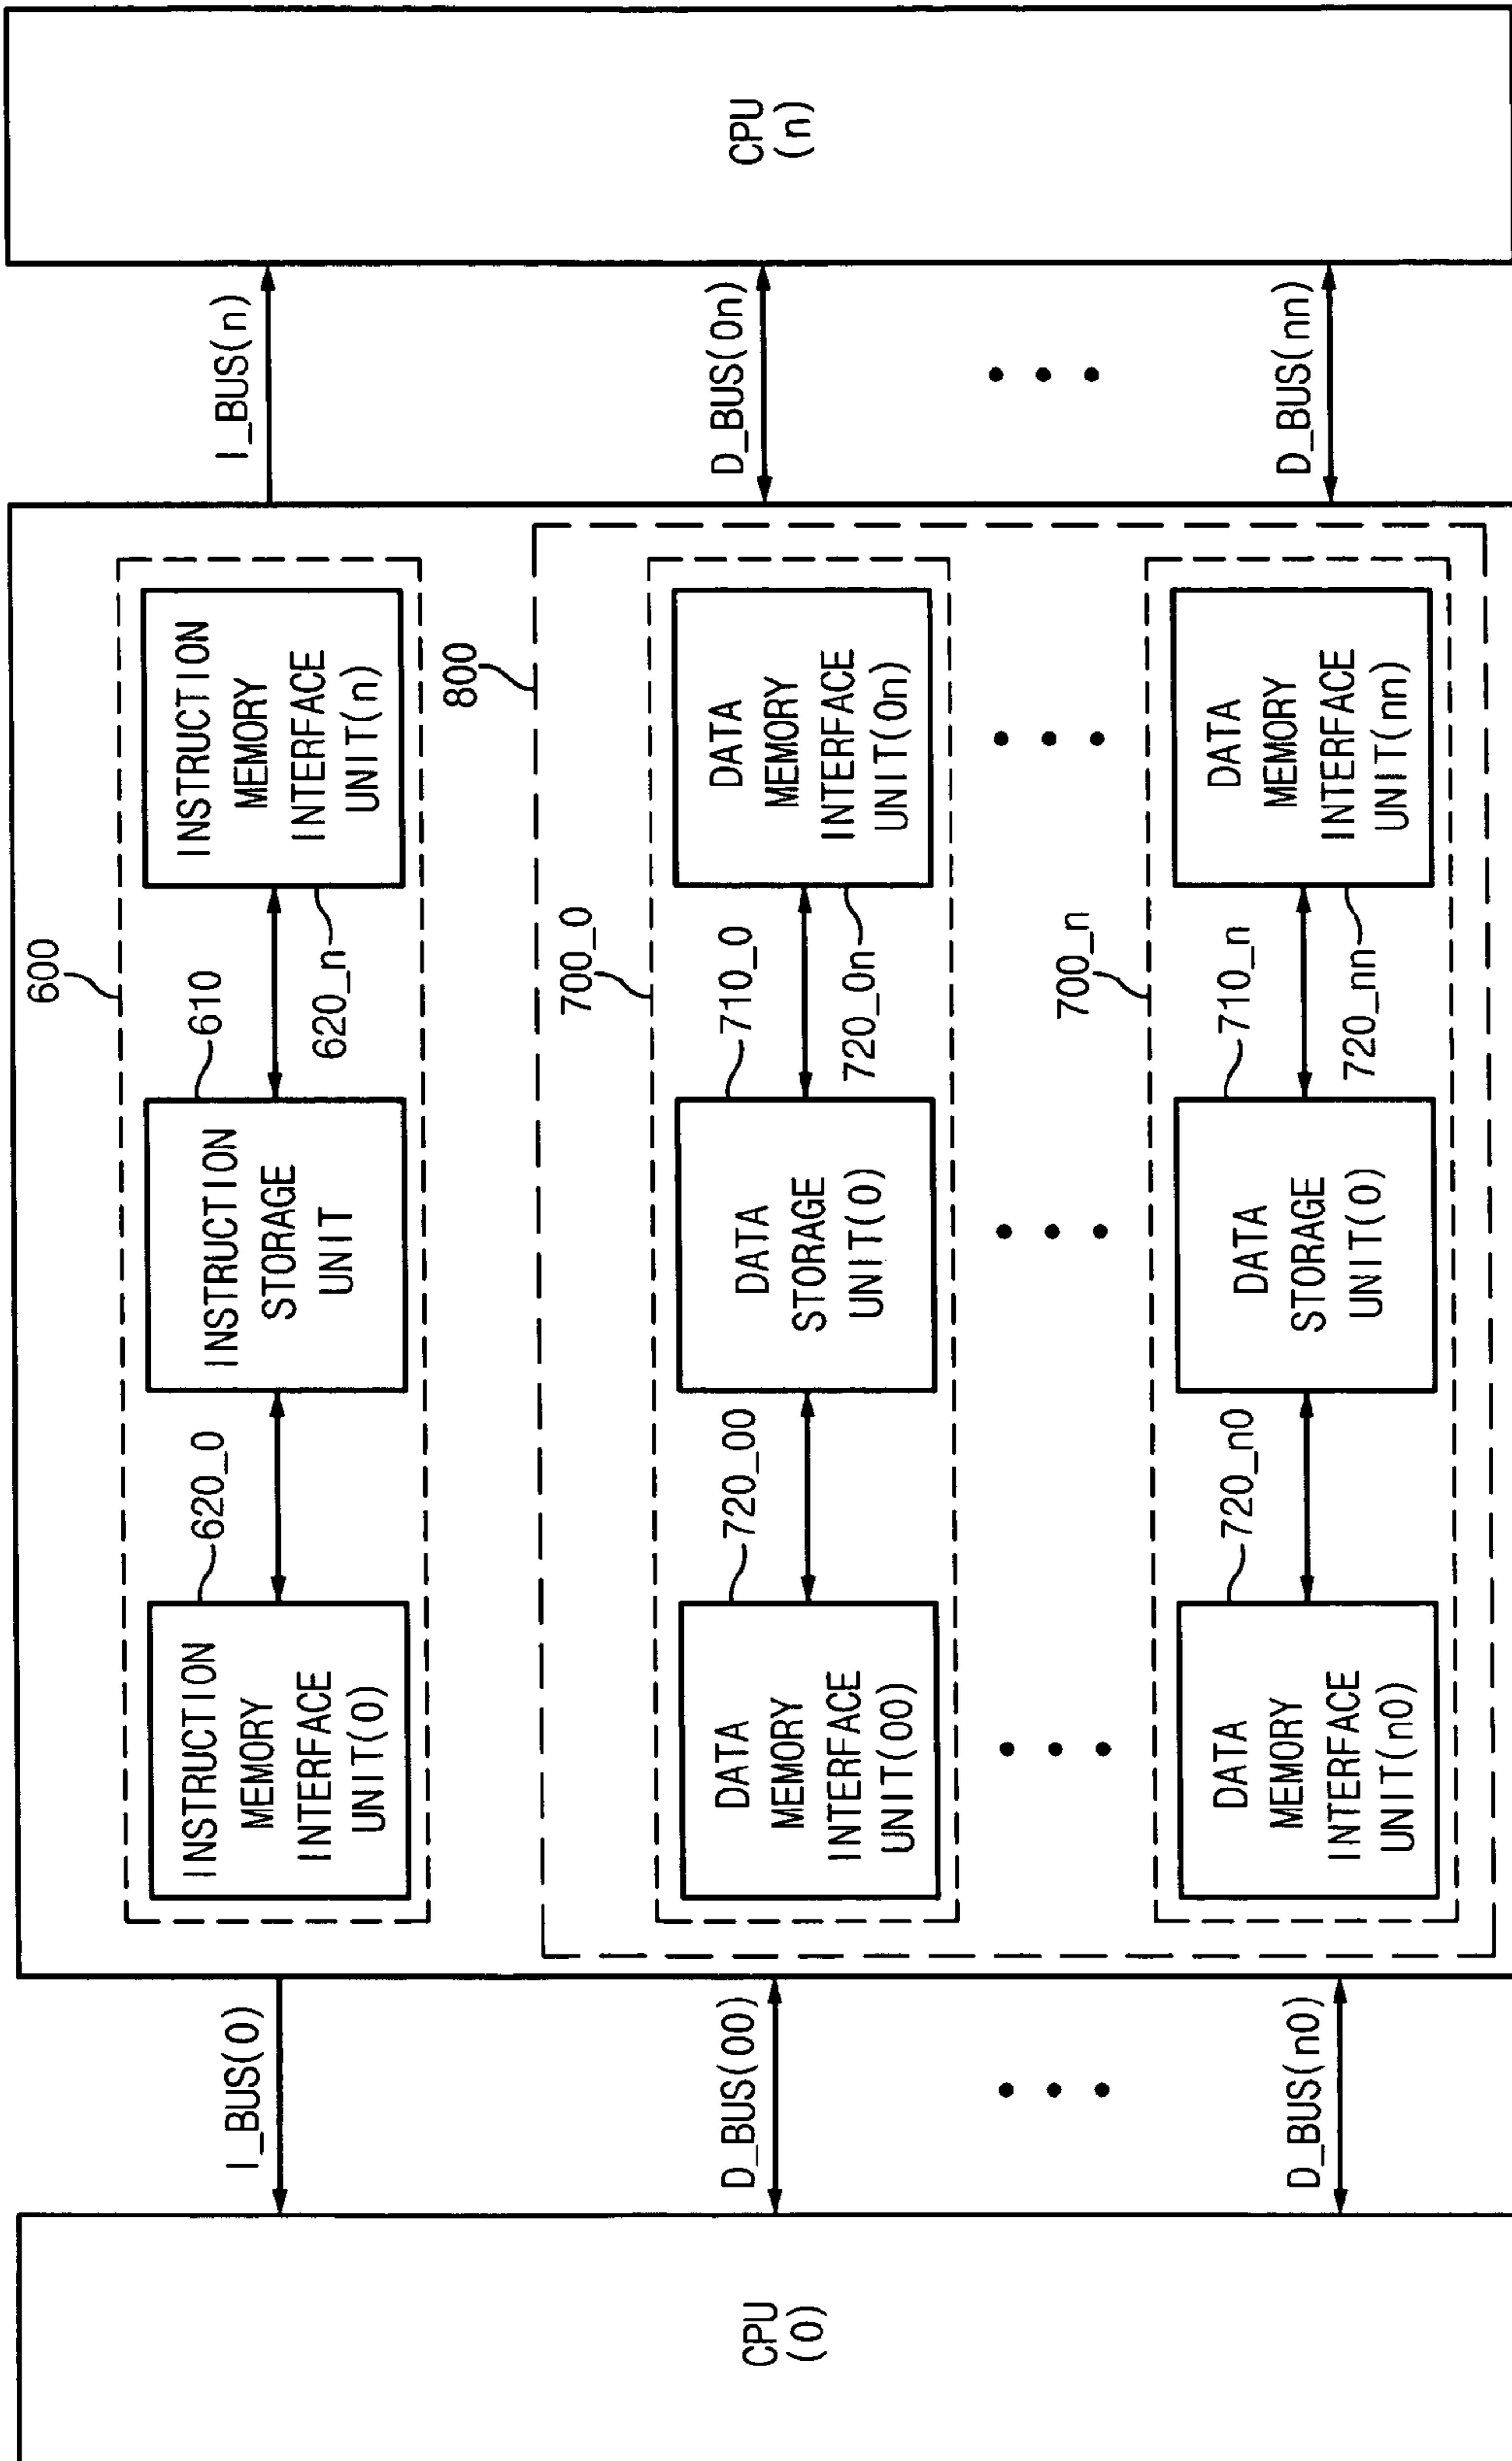 CPU
(0)
I_BUS(0)
D_BUS(00)
• • •
D_BUS(n0)
600
INSTRUCTION
MEMORY
INTERFACE
UNIT(0)
620_0
INSTRUCTION
STORAGE
UNIT
610
INSTRUCTION
MEMORY
INTERFACE
UNIT(n)
620_n
800
700_0
DATA
MEMORY
INTERFACE
UNIT(00)
720_00
DATA
STORAGE
UNIT(0)
710_0
DATA
MEMORY
INTERFACE
UNIT(0n)
720_0n
• • •
• • •
• • •
700_n
DATA
MEMORY
INTERFACE
UNIT(n0)
720_n0
DATA
STORAGE
UNIT(0)
710_n
DATA
MEMORY
INTERFACE
UNIT(nn)
720_nn
I_BUS(n)
D_BUS(0n)
• • •
D_BUS(nn)
CPU
(n)